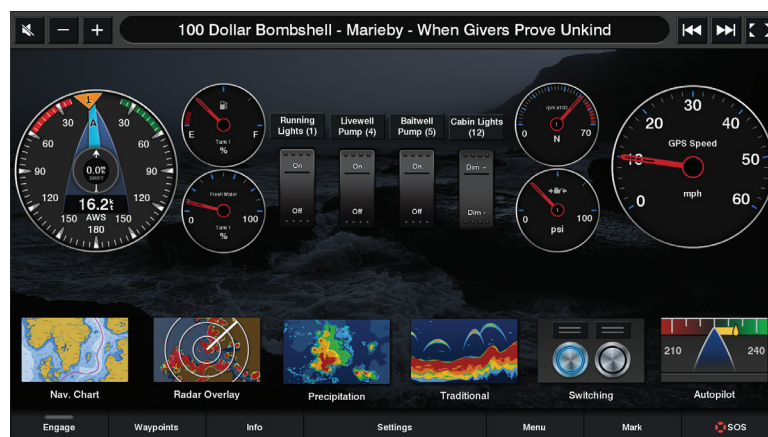 100 Dollar Bombshell - Marieby - When Givers Prove Unkind
T
A
30 30
60 60
90 90
120 120
150 150
180
0.0
DRIFT
16.2
AWS
E F
Tank 1
%
Fresh Water
0 100
Tank 1
%
Running
Lights (1)
Livewell
Pump (4)
Baitwell
Pump (5)
Cabin Lights
(12)
On
Off
On
Off
On
Off
Dim +
Dim -
rpm x100
1
0 70
N
1
0 100
psi
0
10
20
30
40
50
60
GPS Speed
mph
Nav. Chart
Radar Overlay
Precipitation
Traditional
Switching
210 240
Autopilot
Engage
Waypoints
Info
Settings
Menu
Mark
SOS